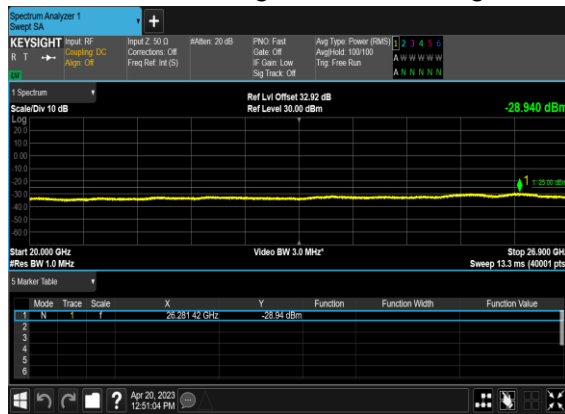 Spectrum Analyzer 1
Swept SA
+
KEYSIGHT Input: RF Input Z: 50 Ω #Atten: 20 dB PNO: Fast Avg Type: Power (RMS) 1 2 3 4 5 6
R T Coupling: DC Corrections: Off Gate: Off Avg|Hold: 100/100 A W W W W W
Align: Off Freq Ref: Int (S) IF Gain: Low Trig: Free Run
LW Sig Track: Off A N N N N N
1 Spectrum
Ref Lvl Offset 32.92 dB
Scale/Div 10 dB Ref Level 30.00 dBm -28.940 dBm
Log
20.0
10.0
0.00
-10.0
-20.0
1
-30.0
-40.0
-50.0
-60.0
Start 20.000 GHz Video BW 3.0 MHz* Stop 26.900 GHz
#Res BW 1.0 MHz Sweep 13.3 ms (40001 pts)
5 Marker Table
Mode Trace Scale X Y Function Function Width Function Value
1 N 1 f 26.281 42 GHz -28.94 dBm
2
3
4
5
6
? Apr 20, 2023
12:51:04 PM